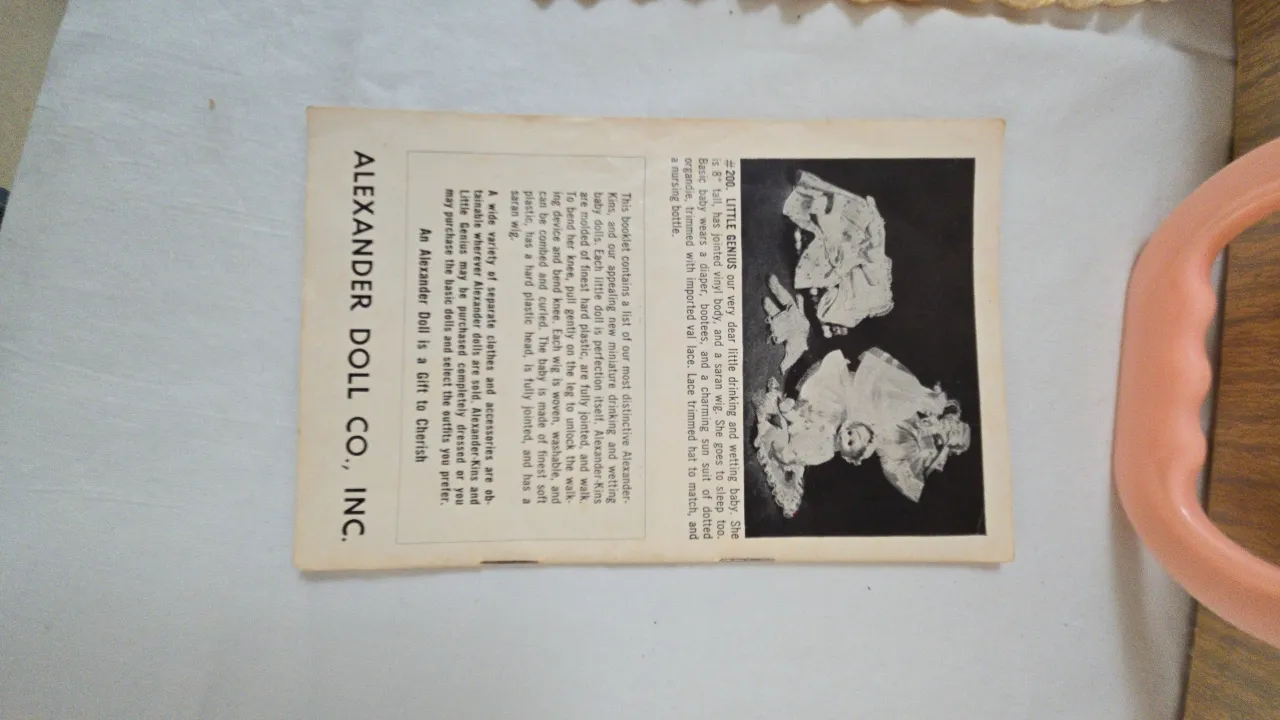 #200. LITTLE GENIUS our very dear little drinking and wetting baby. She
is 8" tall, has jointed vinyl body, and a saran wig. She goes to sleep too.
Basic baby wears a diaper, bootees, and a charming sun suit of dotted
organdie, trimmed with imported val lace. Lace trimmed hat to match, and
a nursing bottle.
This booklet contains a list of our most distinctive Alexander-
Kins, and our appealing new miniature drinking and wetting
baby dolls. Each little doll is perfection itself. Alexander-Kins
are molded of finest hard plastic, are fully jointed, and walk.
To bend her knee, pull gently on the leg to unlock the walk-
ing device and bend knee. Each wig is woven, washable, and
can be combed and curled. The baby is made of finest soft
plastic, has a hard plastic head, is fully jointed, and has a
saran wig.
A wide variety of separate clothes and accessories are ob-
tainable wherever Alexander dolls are sold. Alexander-Kins and
Little Genius may be purchased completely dressed or you
may purchase the basic dolls and select the outfits you prefer.
An Alexander Doll is a Gift to Cherish
ALEXANDER DOLL CO., INC.